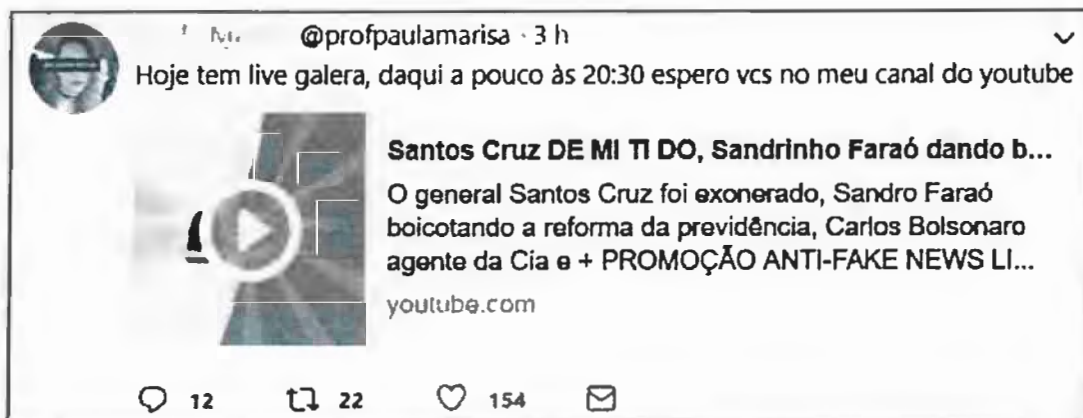 @profpaulamarisa · 3 h
Hoje tem live galera, daqui a pouco às 20:30 espero vcs no meu canal do youtube
Santos Cruz DE MI TI DO, Sandrinho Faraó dando b...
O general Santos Cruz foi exonerado, Sandro Faraó
boicotando a reforma da previdência, Carlos Bolsonaro
agente da Cia e + PROMOÇÃO ANTI-FAKE NEWS LI...
youtube.com
12 22 154